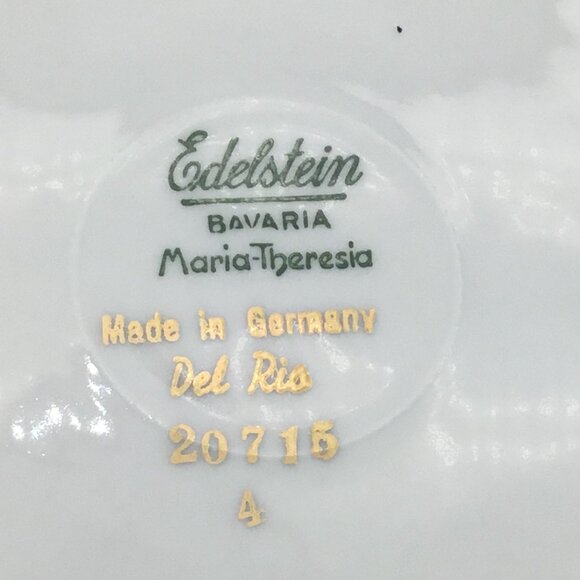 Edelstein
BAVARIA
Maria-Theresia
Made in Germany
Del Rio
20715
4